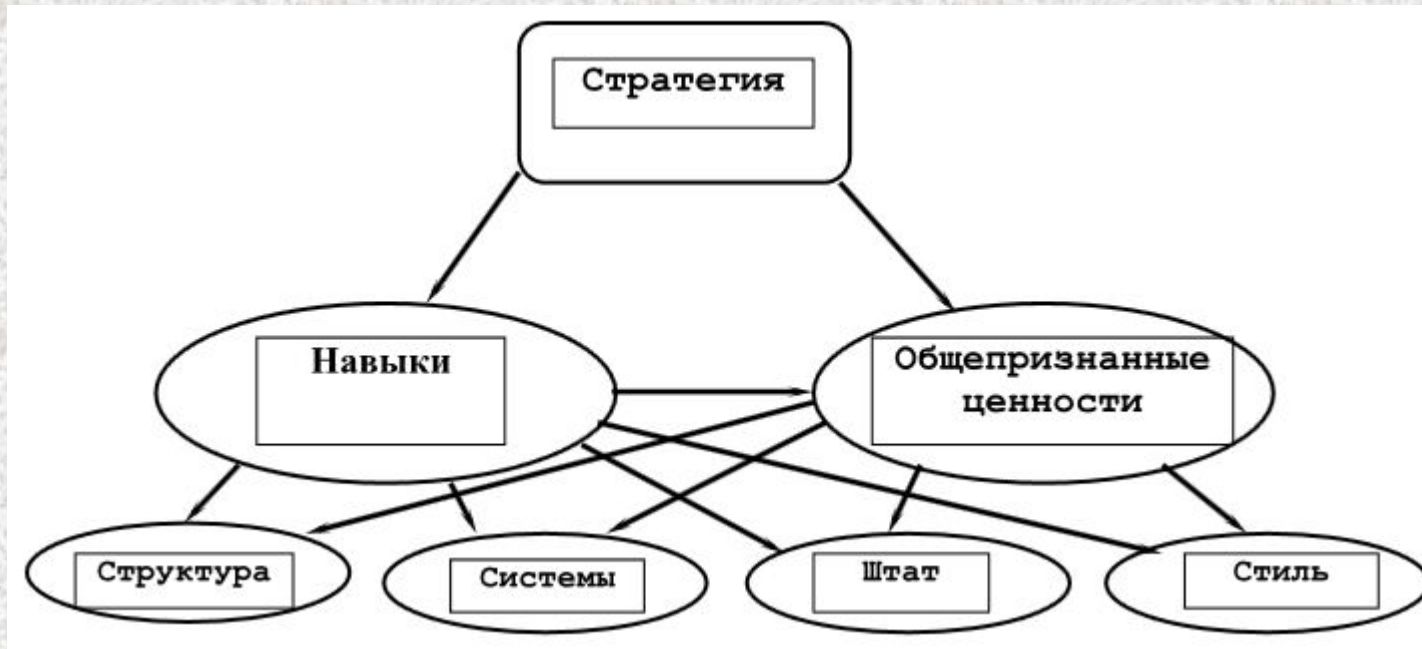 Стратегия
Навыки
Общепризнанные
ценности
Структура
Системы
Штат
Стиль